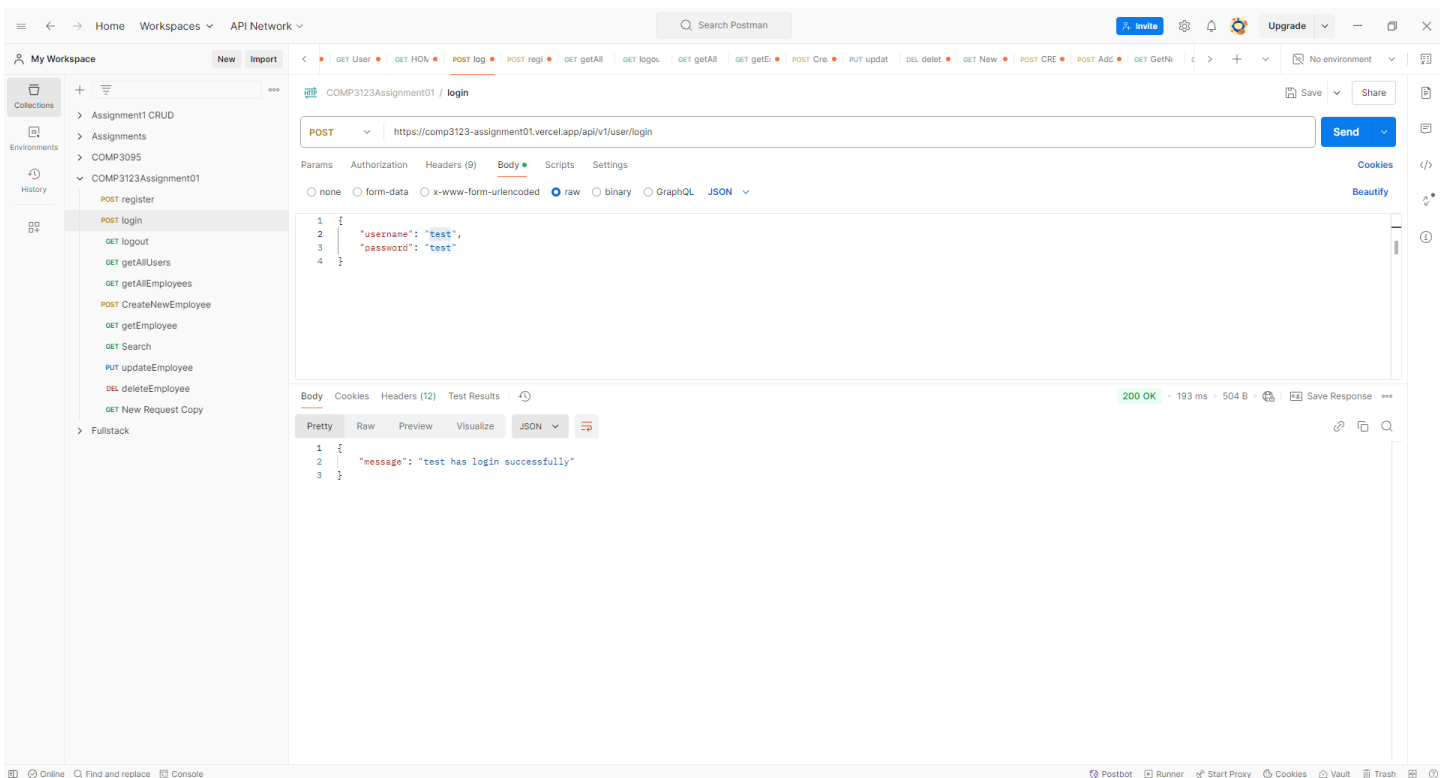 Home Workspaces API Network Search Postman Invite Upgrade
My Workspace New Import
GET User GET HON POST log POST regi GET getAll GET logou GET getAll GET getEr POST Cre. PUT updat DEL delet GET New POST CRE POST Adc GET GetNe No environment
Collections
Environments
History
Assignment1 CRUD
Assignments
COMP3095
COMP3123Assignment01
POST register
POST login
GET logout
GET getAllUsers
GET getAllEmployees
POST CreateNewEmployee
GET getEmployee
GET Search
PUT updateEmployee
DEL deleteEmployee
GET New Request Copy
Fullstack
HTTP COMP3123Assignment01 / login Save Share
POST https://comp3123-assignment01.vercel.app/api/v1/user/login Send
Params Authorization Headers (9) Body Scripts Settings Cookies
none form-data x-www-form-urlencoded raw binary GraphQL JSON Beautify
1 {
2 "username": "test",
3 "password": "test"
4 }
Body Cookies Headers (12) Test Results 200 OK 193 ms 504 B Save Response
Pretty Raw Preview Visualize JSON
1 {
2 "message": "test has login successfully"
3 }
Online Find and replace Console Postbot Runner Start Proxy Cookies Vault Trash